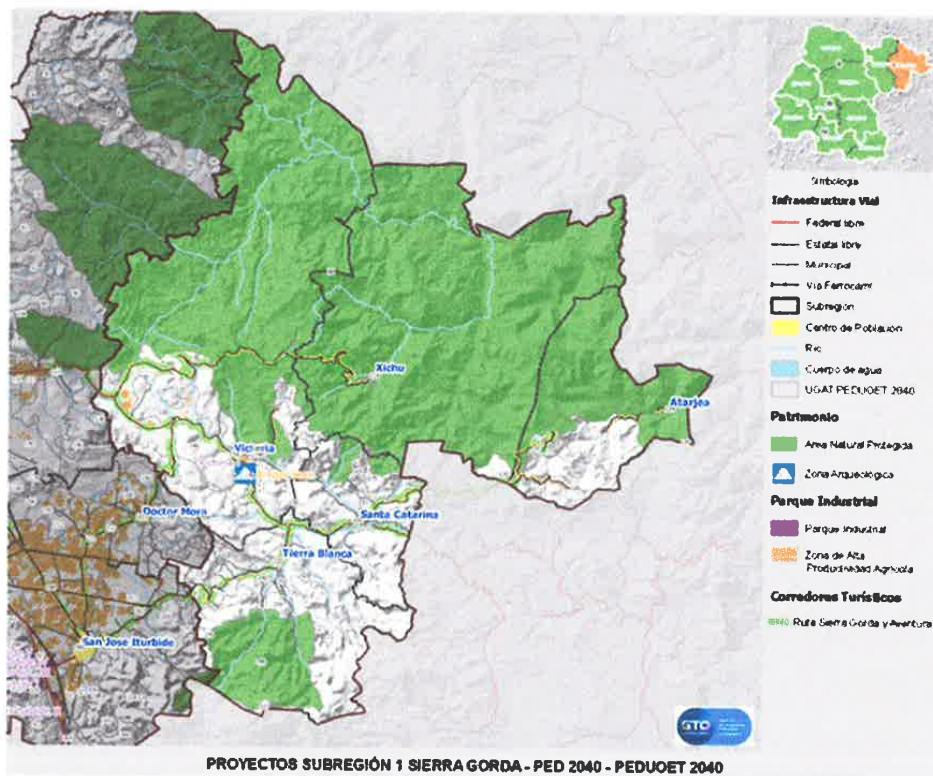 Xichu
Atarjea
Victoria
Doctor Mora
Santa Catarina
Tierra Blanca
San Jose Iturbide
Simbología
Infraestructura Vial
Federal libre
Estatal libre
Municipal
Vía Ferrocarril
Subregión
Centro de Población
Río
Cuerpo de agua
UGAT PEDUOET 2040
Patrimonio
Area Natural Protegida
Zona Arqueológica
Parque Industrial
Parque Industrial
Zona de Alta
Productividad Agrícola
Corredores Turísticos
Ruta Sierra Gorda y Aventura
GTO
PROYECTOS SUBREGIÓN 1 SIERRA GORDA - PED 2040 - PEDUOET 2040